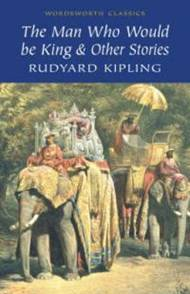 WORDSWORTH CLASSICS
The Man Who Would
be King & Other Stories
RUDYARD KIPLING